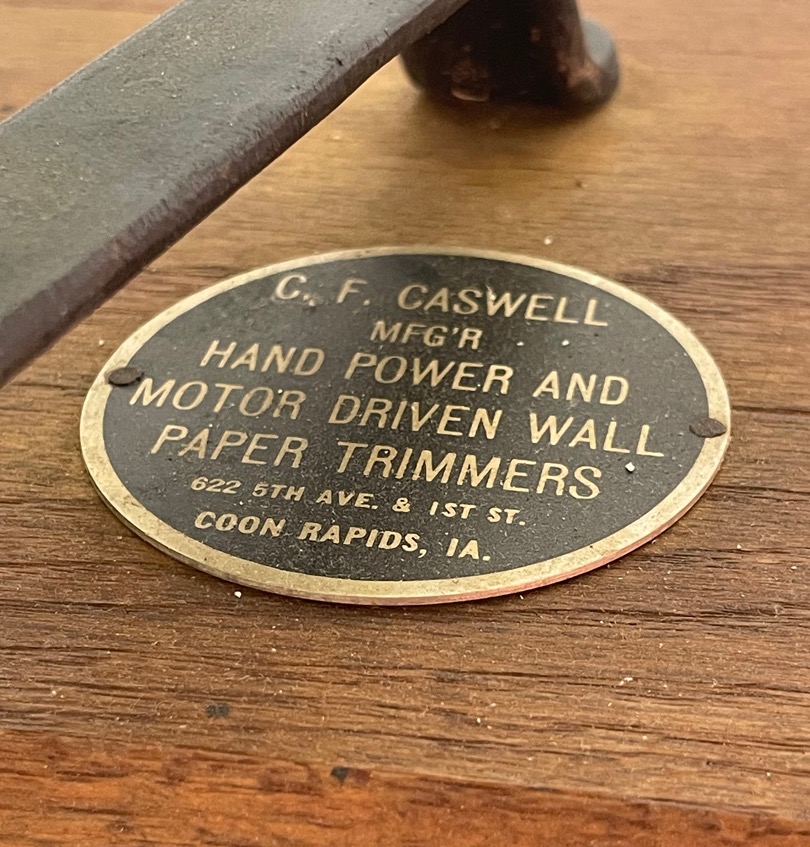 C. F. CASWELL
MFG'R
HAND POWER AND
MOTOR DRIVEN WALL
PAPER TRIMMERS
622 5TH AVE. & 1ST ST.
COON RAPIDS, IA.